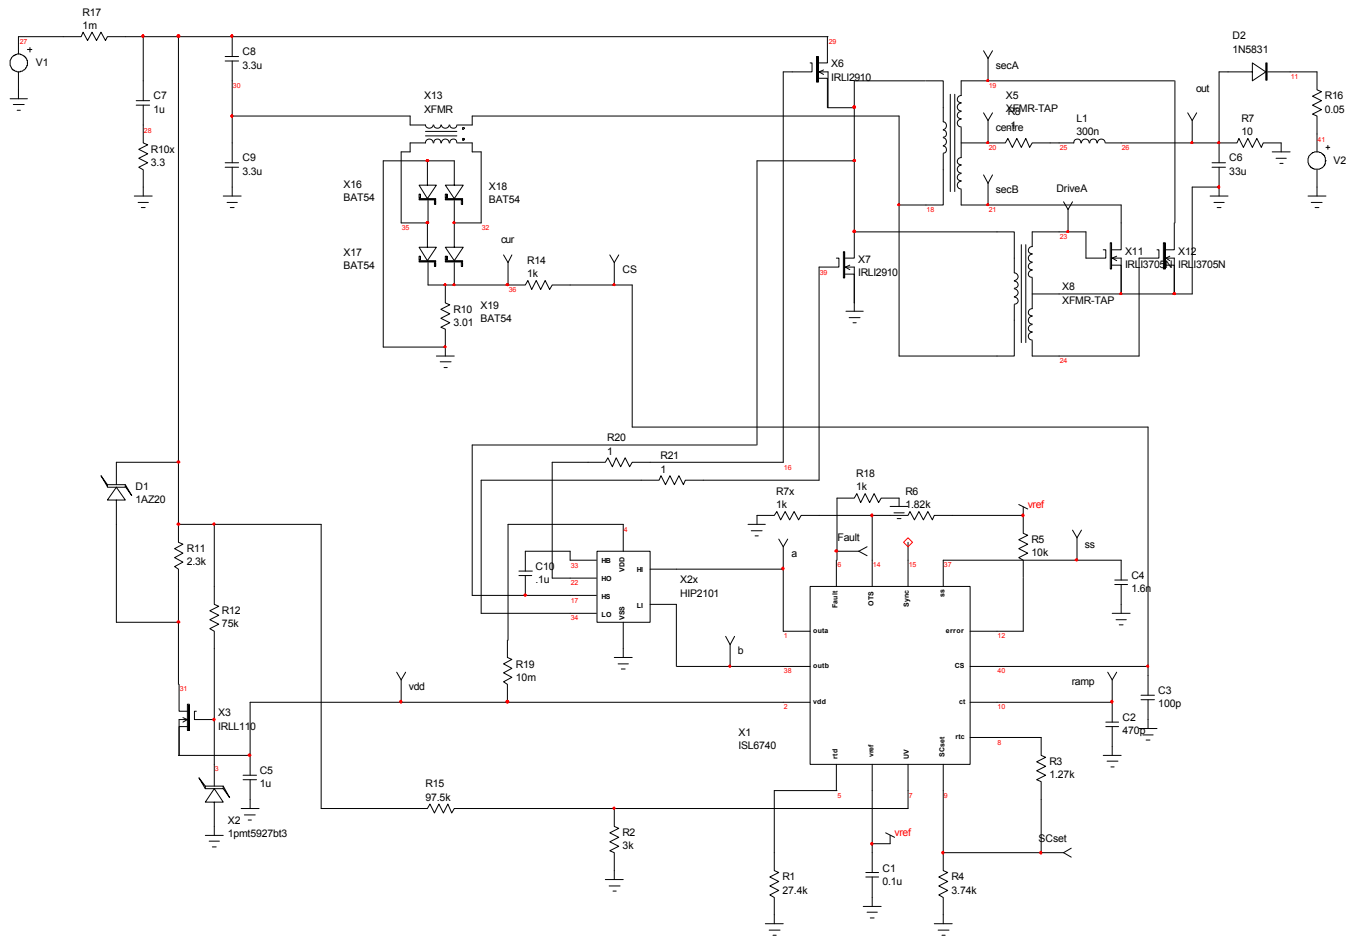 R17
1m
27
+
V1
C7
1u
28
R10x
3.3
C8
3.3u
30
C9
3.3u
X13
XFMR
X16
BAT54
X18
BAT54
35
32
X17
BAT54
cur
R14
1k
CS
36
R10
3.01
X19
BAT54
29
X6
IRLI2910
secA
19
X5
XFMR-TAP
centre
20
25
L1
300n
26
out
D2
1N5831
11
R16
0.05
41
+
V2
R7
10
C6
33u
18
secB
21
DriveA
23
X11
IRLI3705N
X12
IRLI3705N
39
X7
IRLI2910
X8
XFMR-TAP
24
R20
1
R21
1
16
D1
1AZ20
R11
2.3k
R12
75k
31
X3
IRLL110
3
C5
1u
X2
1pmt5927bt3
C10
.1u
33
22
17
34
4
HB
HO
HS
LO
VDD
VSS
HI
LI
X2x
HIP2101
R19
10m
vdd
R15
97.5k
R2
3k
R7x
1k
R18
1k
R6
1.82k
vref
R5
10k
ss
C4
1.6n
a
b
Fault
6
14
15
37
Fault
OTS
Sync
ss
1
outa
error
12
38
outb
CS
40
2
vdd
ct
10
rtc
8
rtd
vref
UV
SCset
5
7
9
X1
ISL6740
ramp
C2
470p
C3
100p
R3
1.27k
SCset
vref
R1
27.4k
C1
0.1u
R4
3.74k